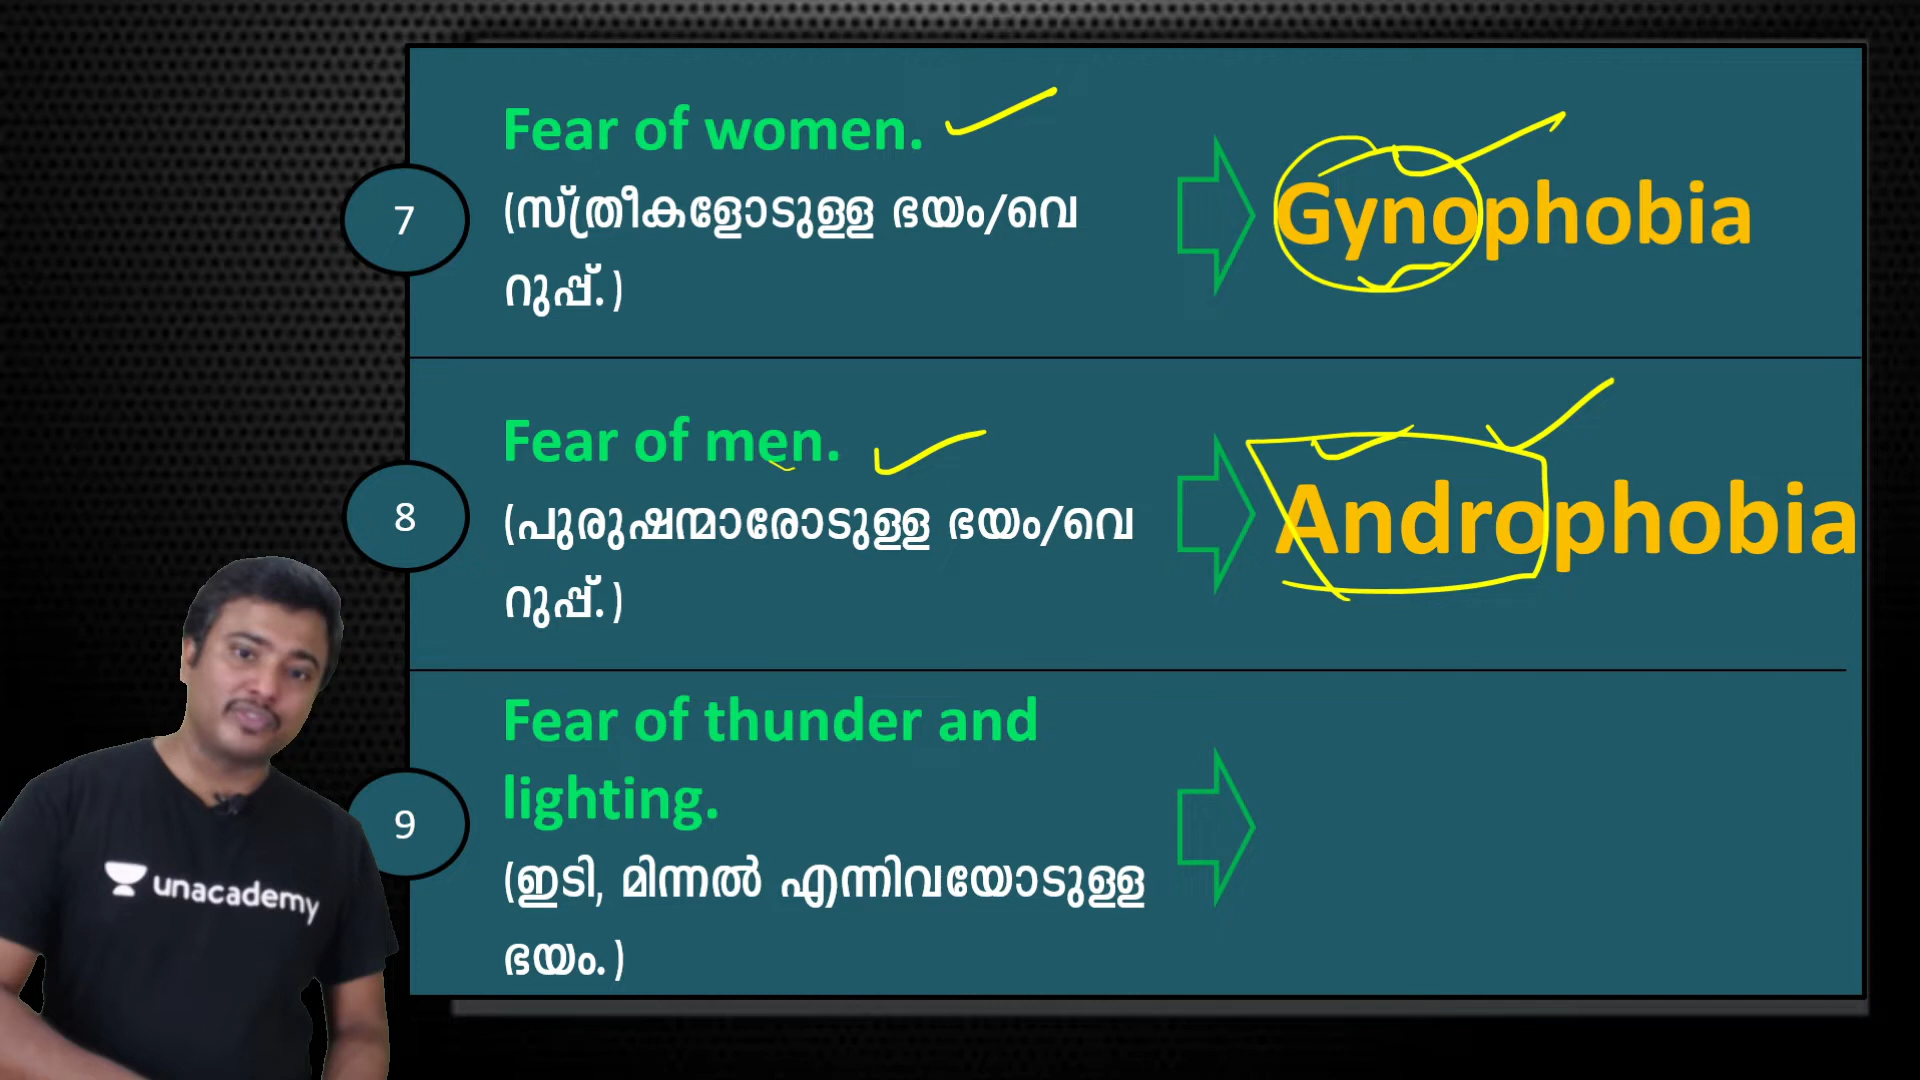 7
Fear of women.
(സ്ത്രീകളോടുള്ള ഭയം/വെ
റുപ്പ്.)
Gynophobia
8
Fear of men.
(പുരുഷന്മാരോടുള്ള ഭയം/വെ
റുപ്പ്.)
Androphobia
9
Fear of thunder and
lighting.
(ഇടി, മിന്നൽ എന്നിവയോടുള്ള
ഭയം.)
unacademy